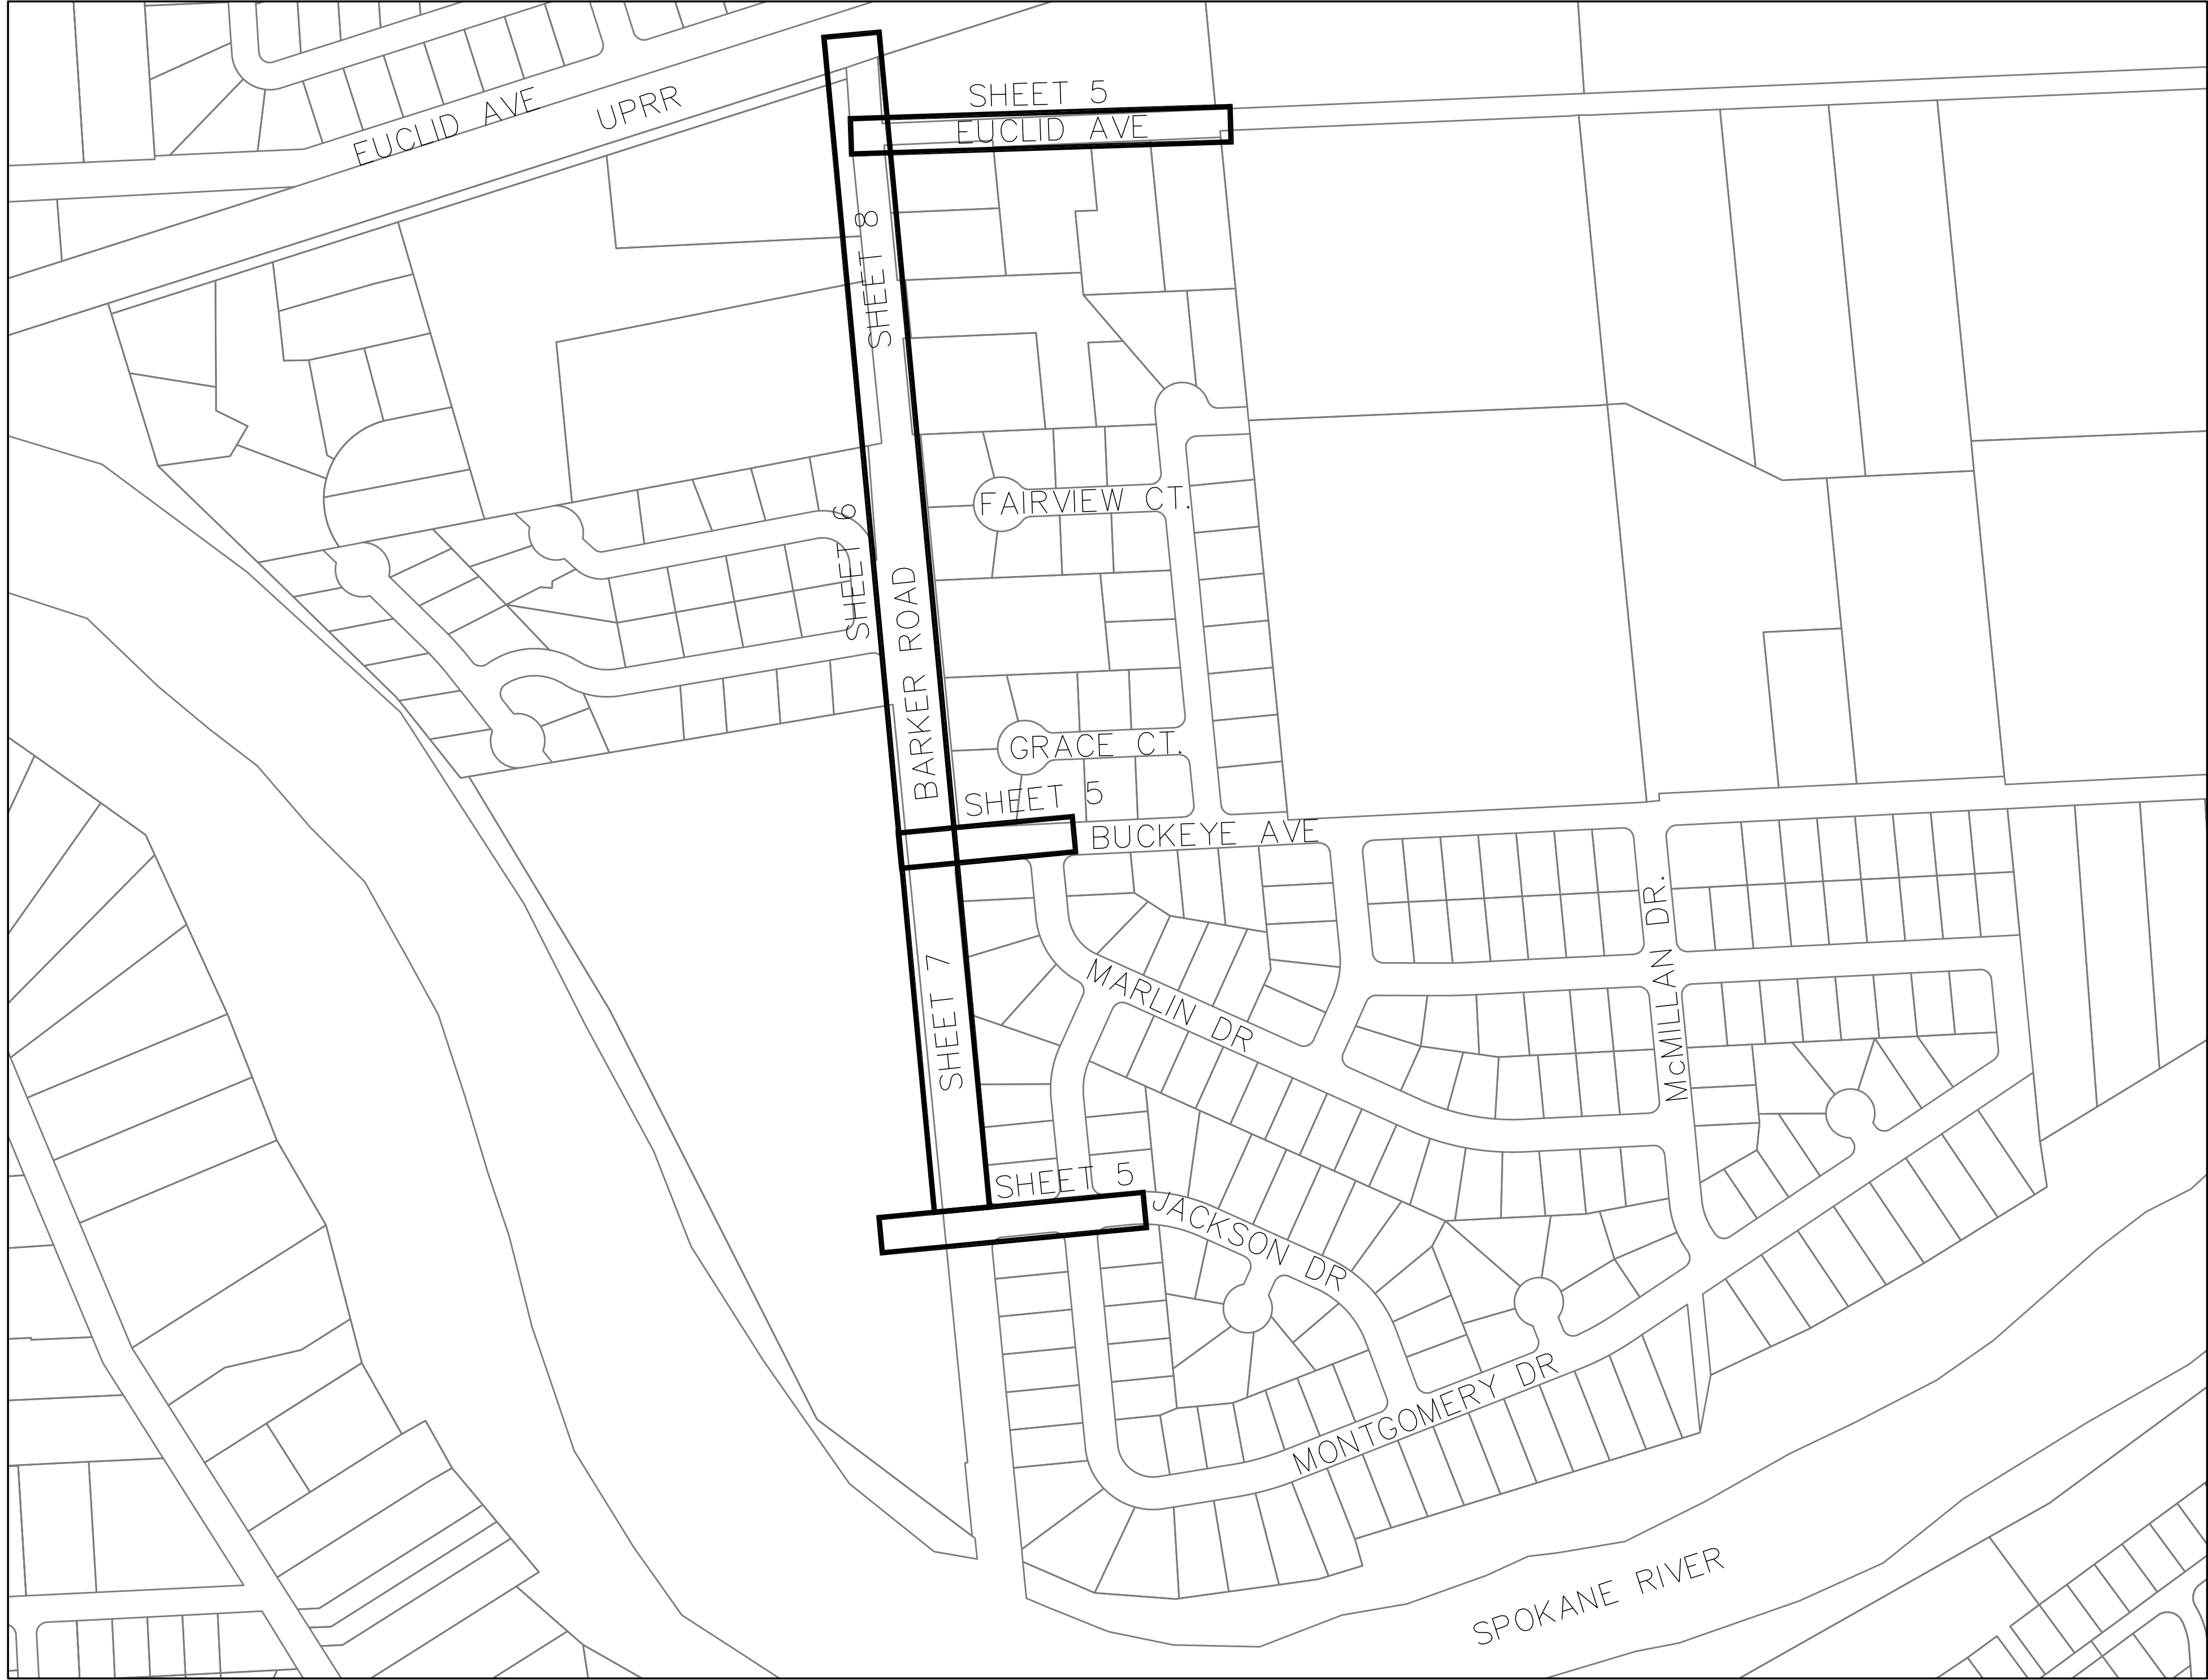 SHEET 5
EUCLID AVE
UPRR
EUCLID AVE
SHEET 8
FAIRVIEW CT.
SHEET 6
BARKER ROAD
GRACE CT.
SHEET 5
BUCKEYE AVE
McMILLAN DR.
SHEET 7
MARLIN DR
SHEET 5
JACKSON DR
MONTGOMERY DR
SPOKANE RIVER